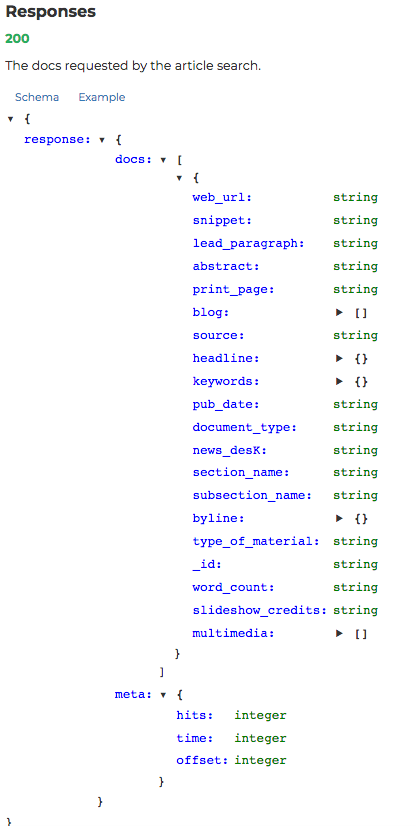 Responses
200
The docs requested by the article search.
Schema Example
▼ {
response: ▼ {
docs: ▼ [
▼ {
web_url: string
snippet: string
lead_paragraph: string
abstract: string
print_page: string
blog: ▶ []
source: string
headline: ▶ {}
keywords: ▶ {}
pub_date: string
document_type: string
news_desK: string
section_name: string
subsection_name: string
byline: ▶ {}
type_of_material: string
_id: string
word_count: string
slideshow_credits: string
multimedia: ▶ []
}
]
meta: ▼ {
hits: integer
time: integer
offset: integer
}
}
}